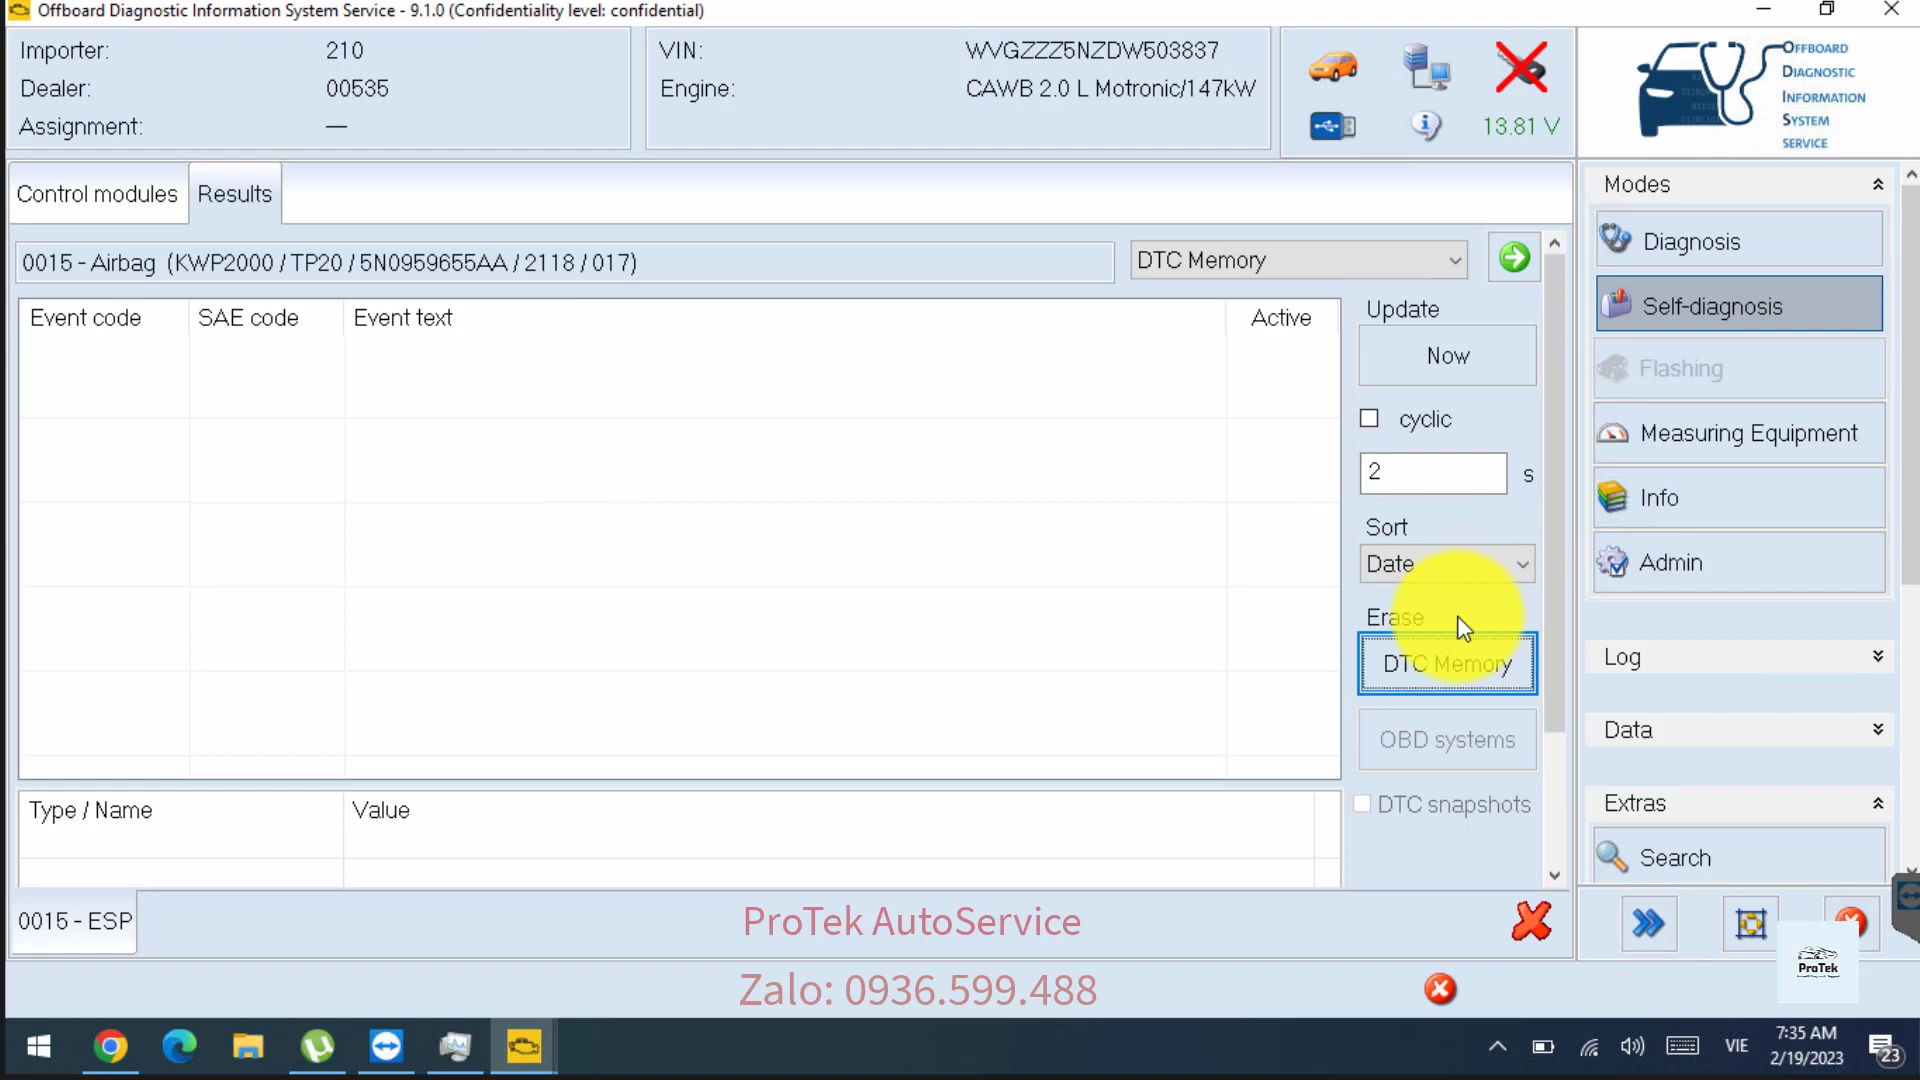 Offboard Diagnostic Information System Service - 9.1.0 (Confidentiality level: confidential)
Importer: 210
Dealer: 00535
Assignment: —
VIN: WVGZZZ5NZDW503837
Engine: CAWB 2.0 L Motronic/147kW
13.81 V
OFFBOARD
DIAGNOSTIC
INFORMATION
SYSTEM
SERVICE
Control modules
Results
0015 - Airbag (KWP2000 / TP20 / 5N0959655AA / 2118 / 017)
DTC Memory
Event code
SAE code
Event text
Active
Update
Now
cyclic
2 s
Sort
Date
Erase
DTC Memory
OBD systems
DTC snapshots
Type / Name
Value
Modes
Diagnosis
Self-diagnosis
Flashing
Measuring Equipment
Info
Admin
Log
Data
Extras
Search
0015 - ESP
ProTek AutoService
Zalo: 0936.599.488
ProTek
VIE
7:35 AM
2/19/2023
23